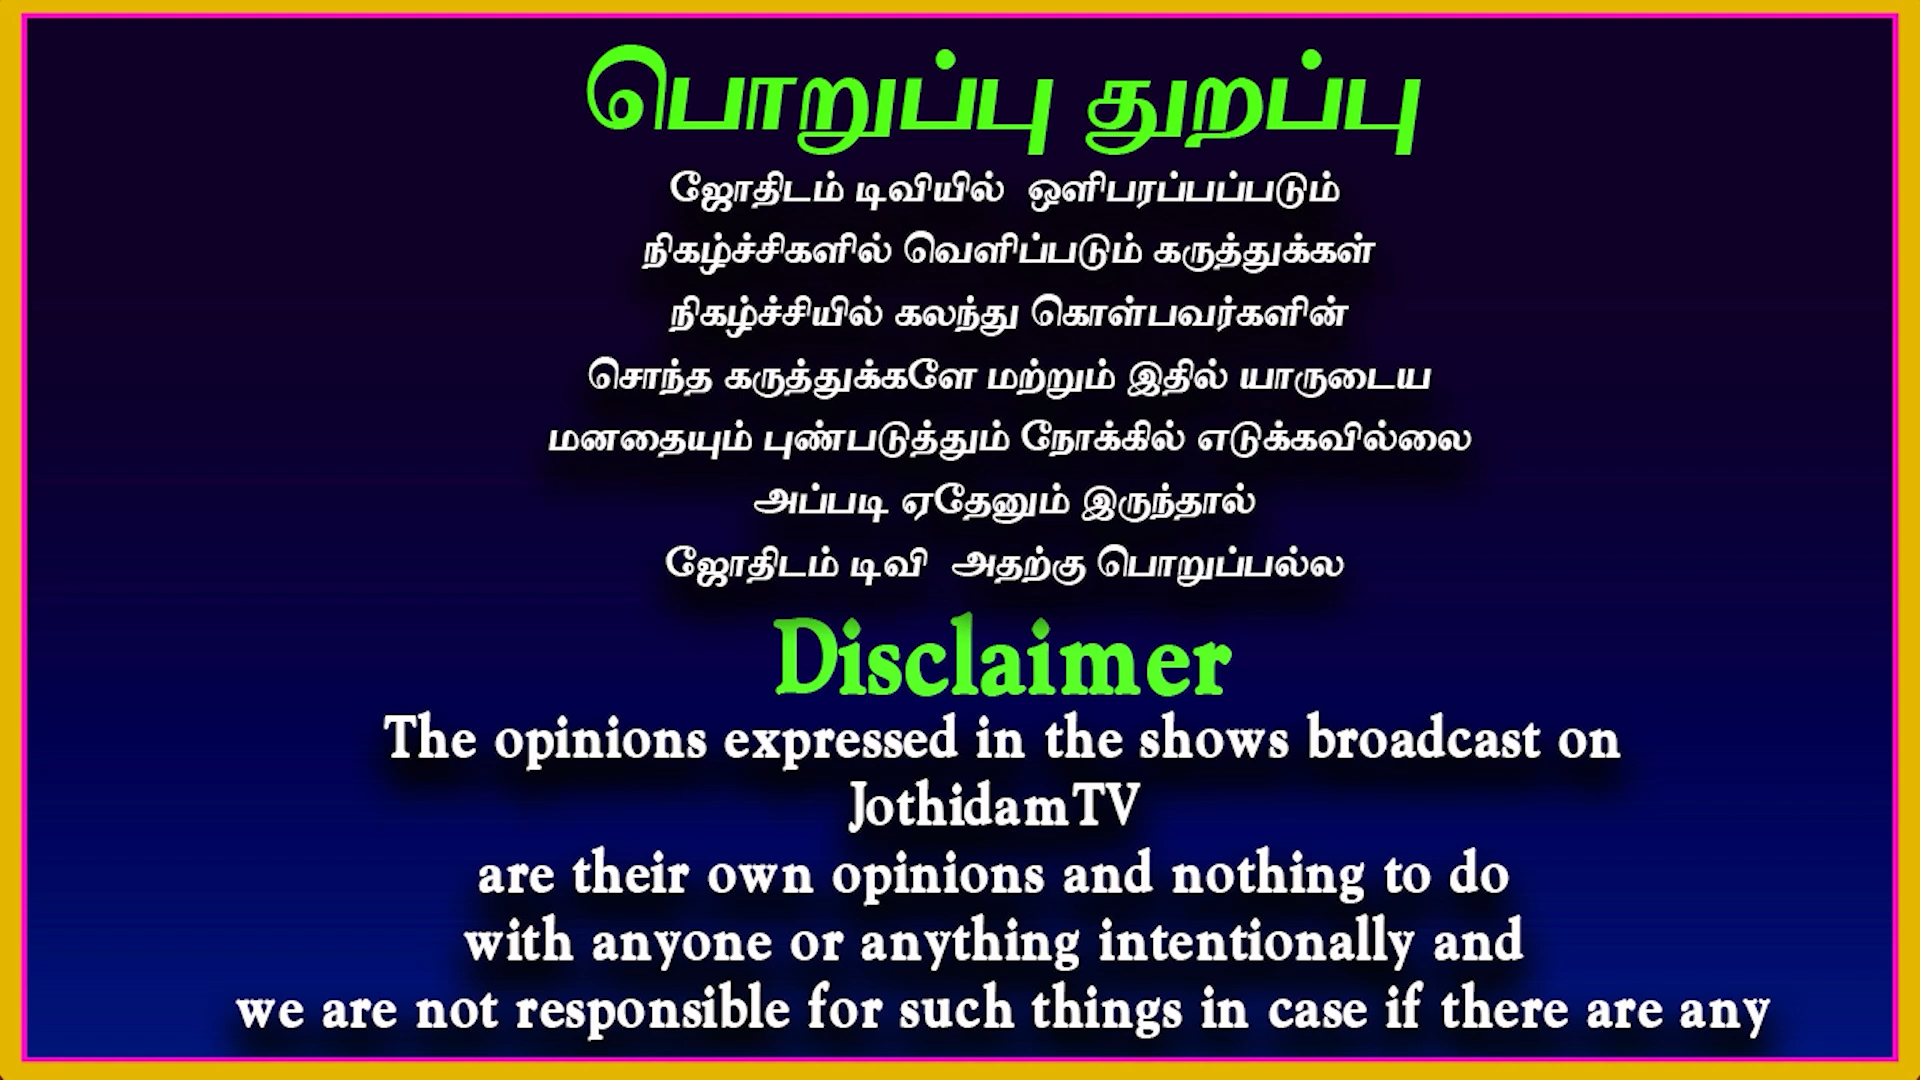 பொறுப்பு துறப்பு
ஜோதிடம் டிவியில் ஒளிபரப்பப்படும்
நிகழ்ச்சிகளில் வெளிப்படும் கருத்துக்கள்
நிகழ்ச்சியில் கலந்து கொள்பவர்களின்
சொந்த கருத்துக்களே மற்றும் இதில் யாருடைய
மனதையும் புண்படுத்தும் நோக்கில் எடுக்கவில்லை
அப்படி ஏதேனும் இருந்தால்
ஜோதிடம் டிவி அதற்கு பொறுப்பல்ல
Disclaimer
The opinions expressed in the shows broadcast on
JothidamTV
are their own opinions and nothing to do
with anyone or anything intentionally and
we are not responsible for such things in case if there are any